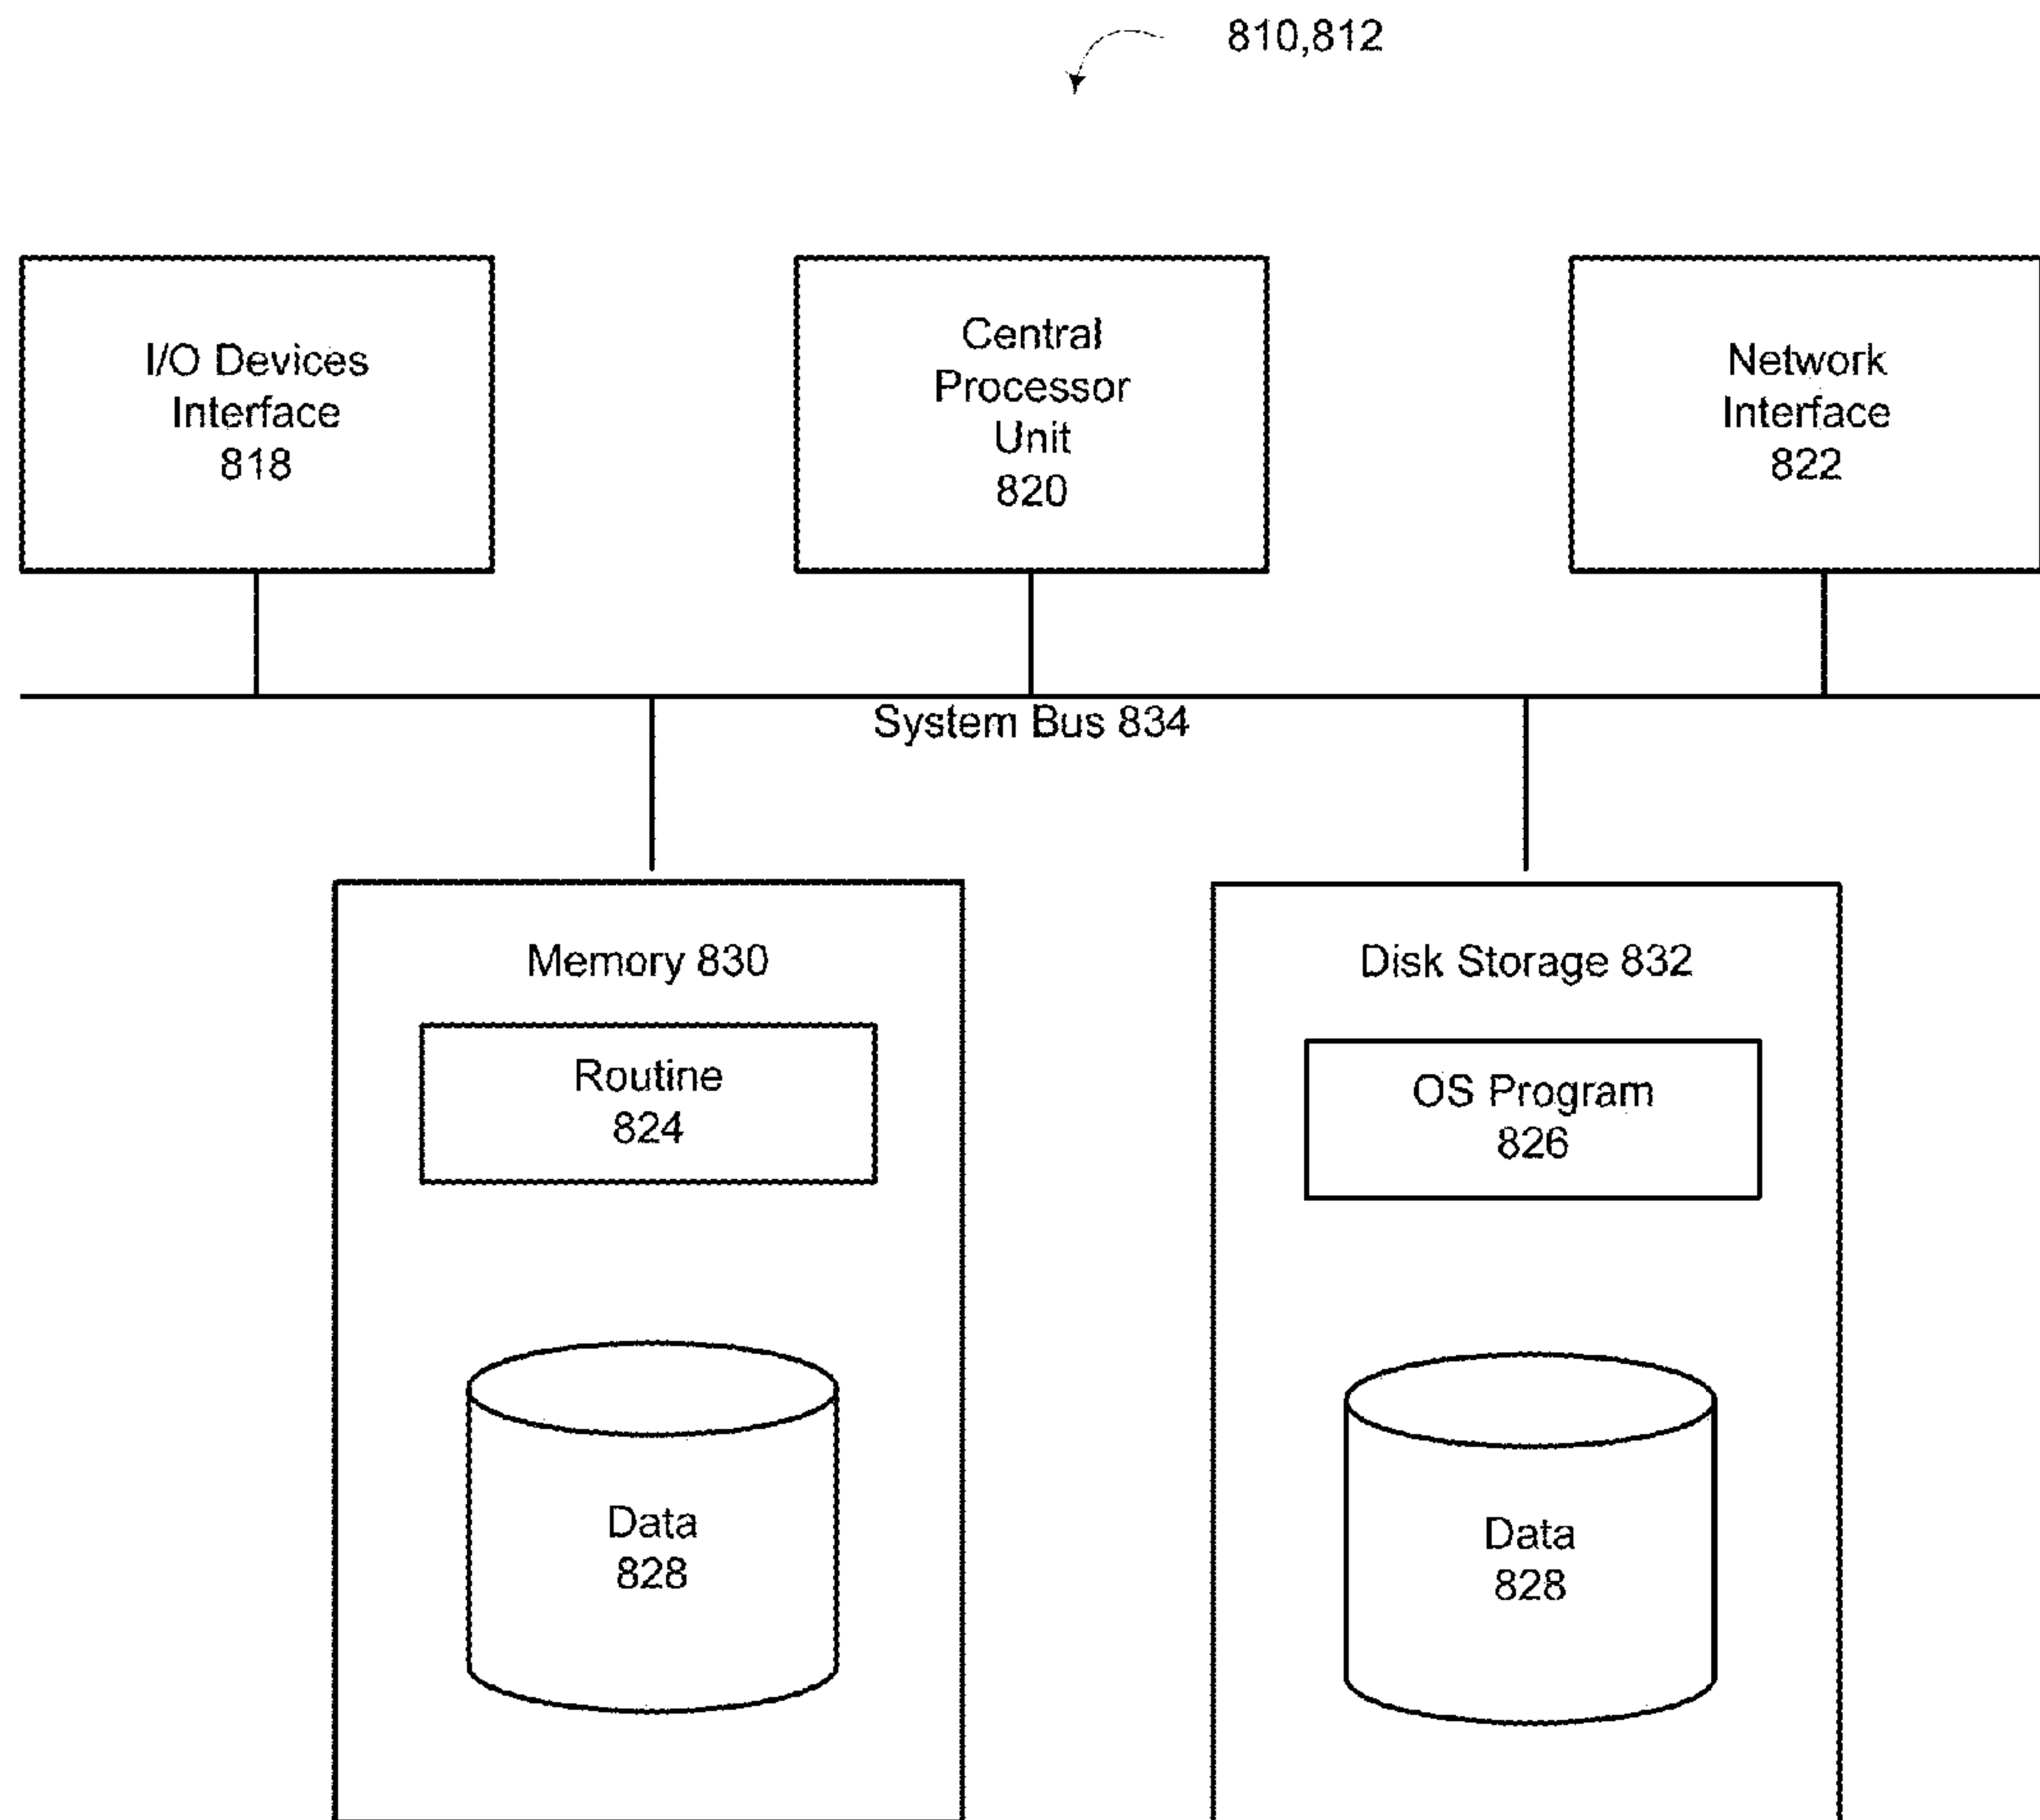 810,812
I/O Devices
Interface
818
Central
Processor
Unit
820
Network
Interface
822
System Bus 834
Memory 830
Routine
824
Data
828
Disk Storage 832
OS Program
826
Data
828